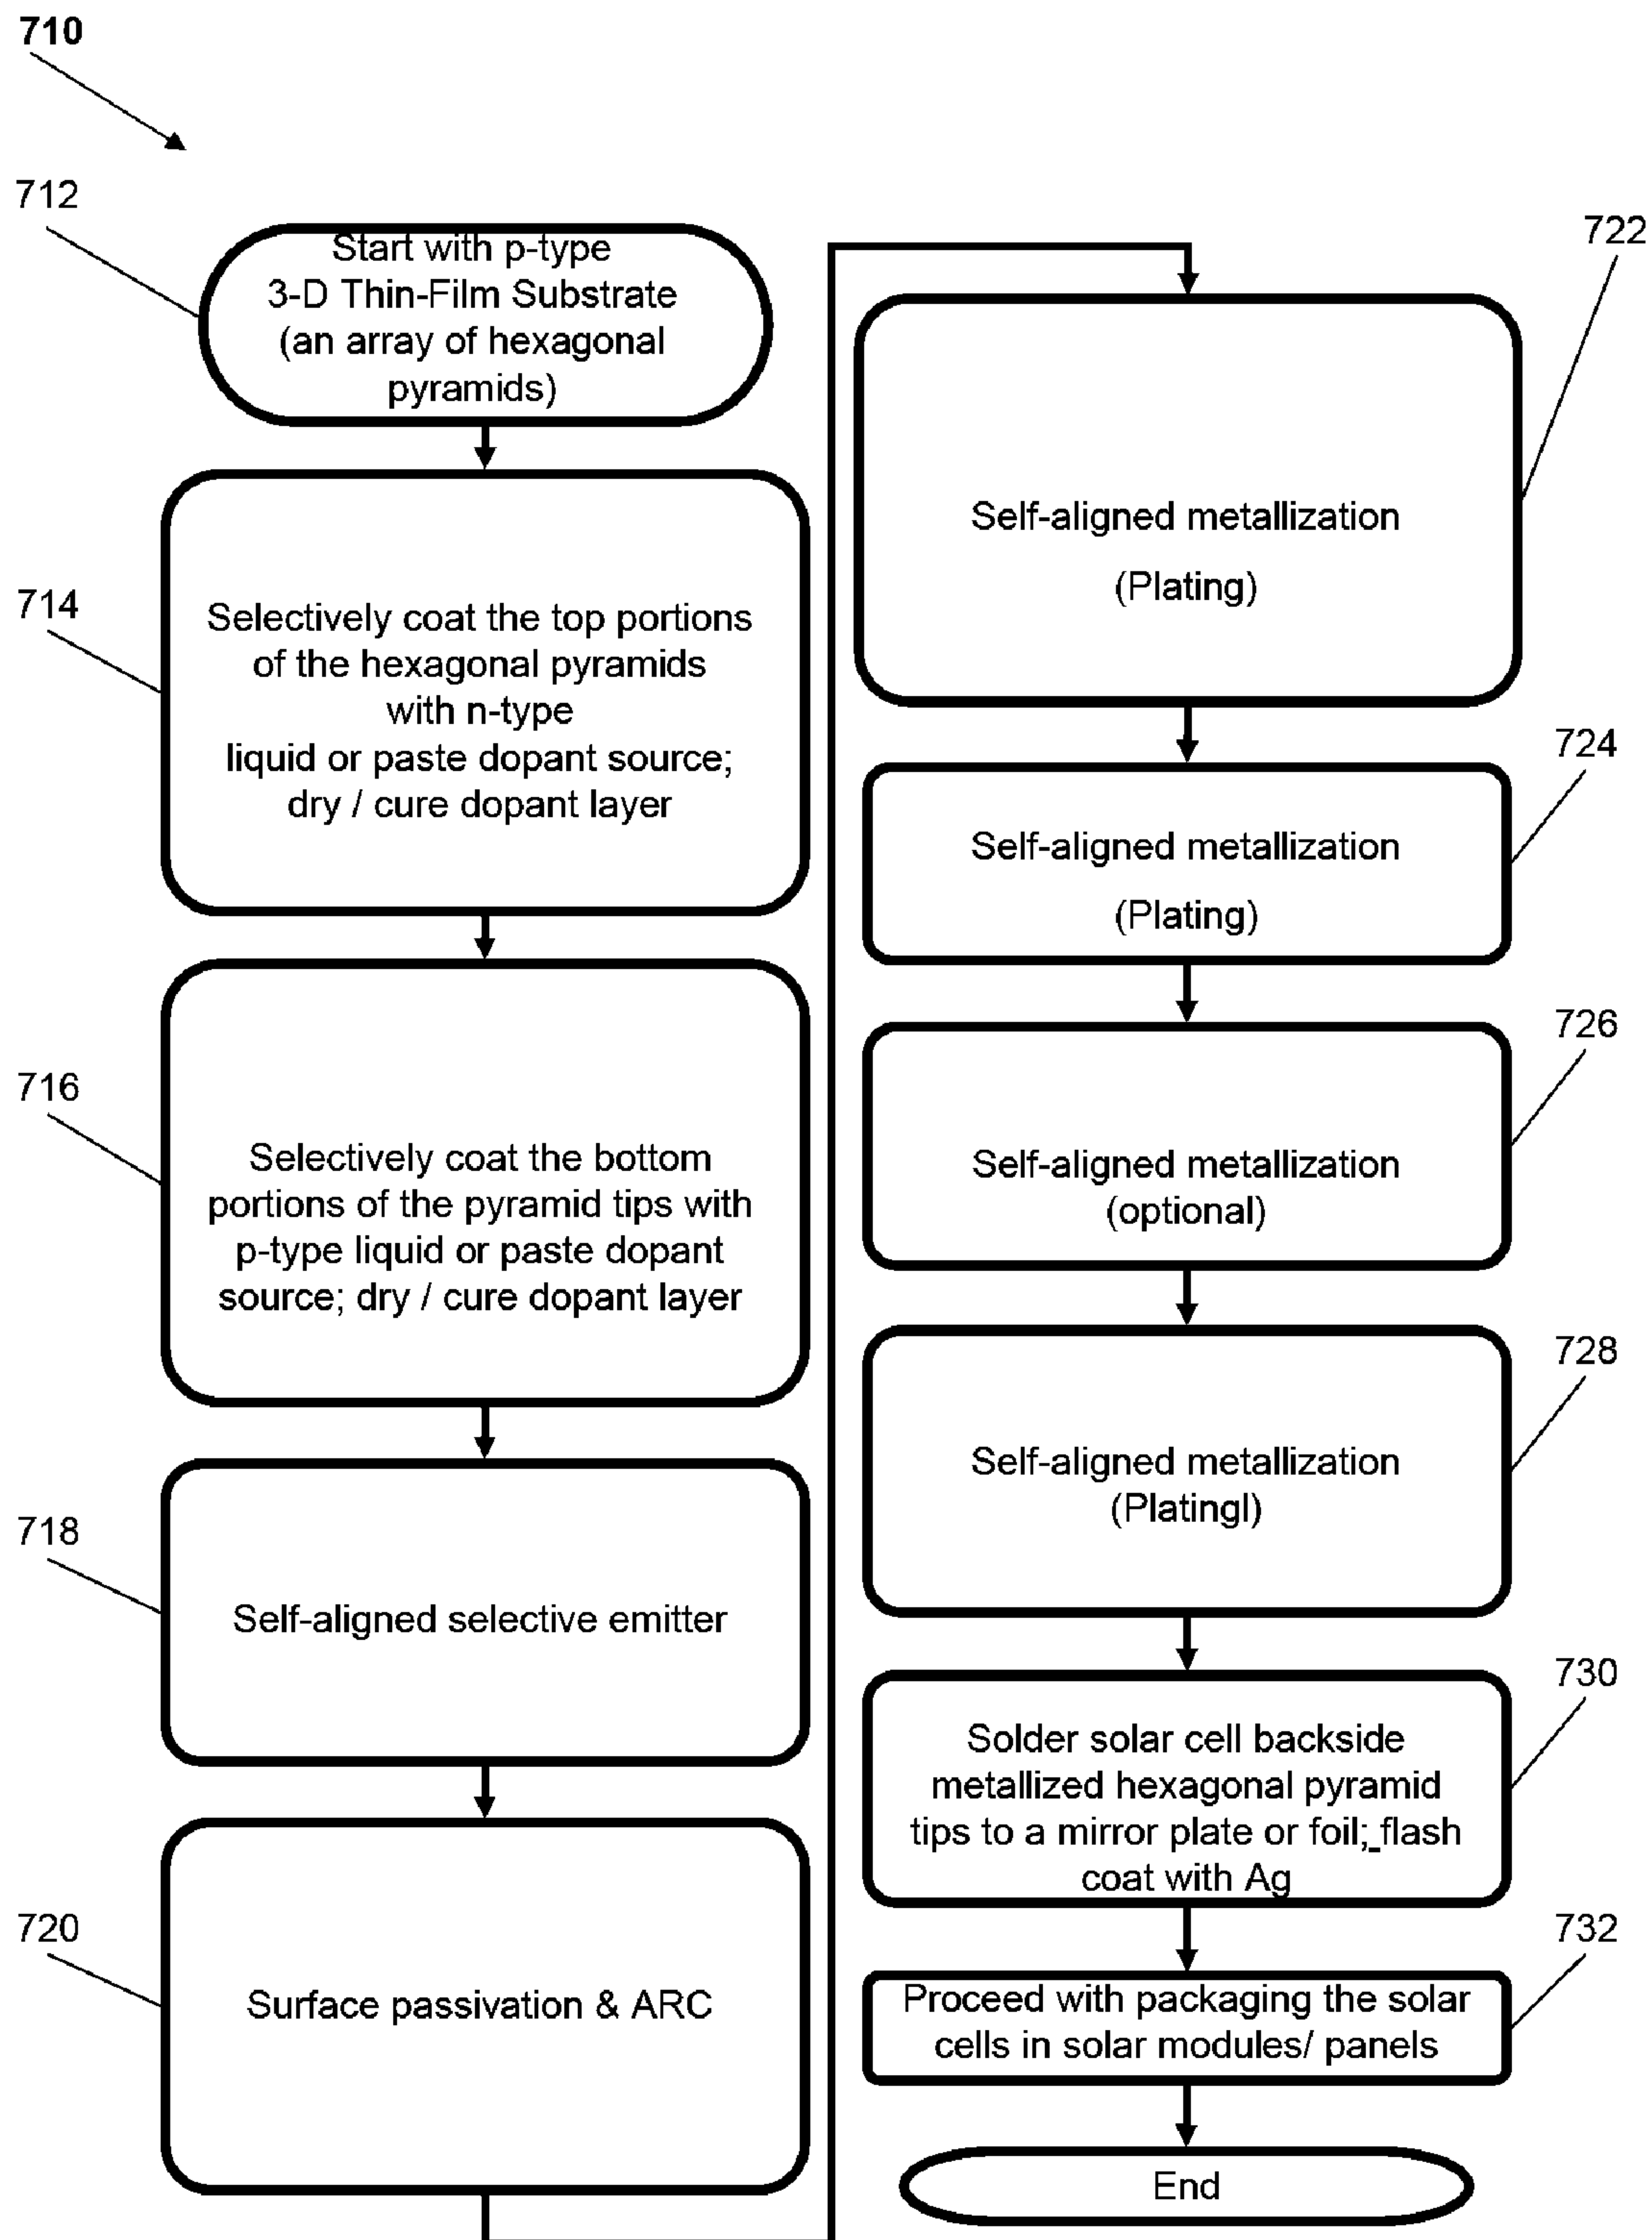 710
712
Start with p-type
3-D Thin-Film Substrate
(an array of hexagonal
pyramids)
714
Selectively coat the top portions
of the hexagonal pyramids
with n-type
liquid or paste dopant source;
dry / cure dopant layer
716
Selectively coat the bottom
portions of the pyramid tips with
p-type liquid or paste dopant
source; dry / cure dopant layer
718
Self-aligned selective emitter
720
Surface passivation & ARC
722
Self-aligned metallization
(Plating)
724
Self-aligned metallization
(Plating)
726
Self-aligned metallization
(optional)
728
Self-aligned metallization
(Platingl)
730
Solder solar cell backside
metallized hexagonal pyramid
tips to a mirror plate or foil; flash
coat with Ag
732
Proceed with packaging the solar
cells in solar modules/ panels
End